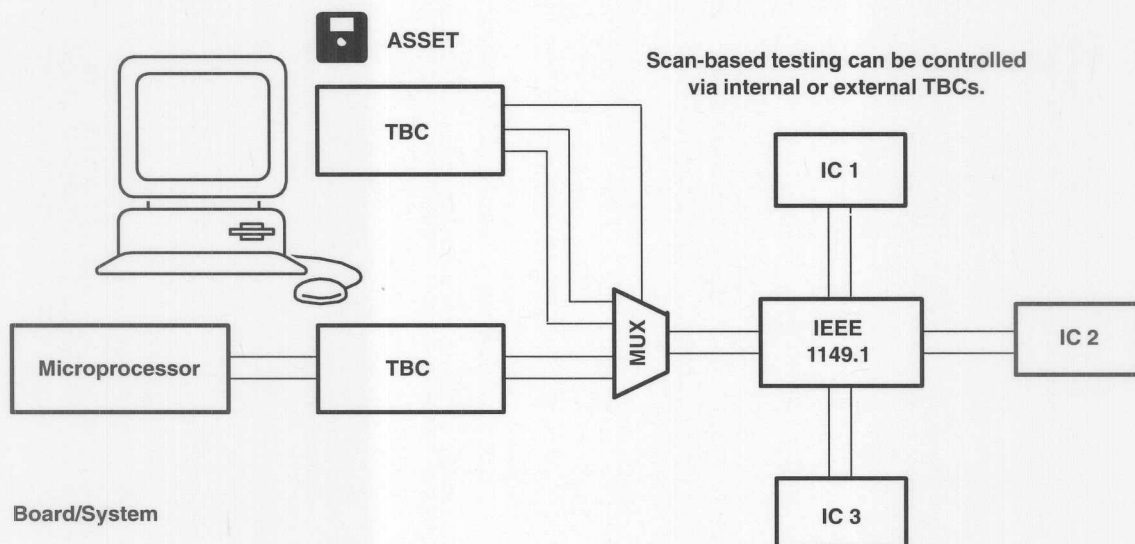 ASSET
Scan-based testing can be controlled
via internal or external TBCs.
TBC
IC 1
MUX
IEEE
1149.1
IC 2
Microprocessor
TBC
IC 3
Board/System